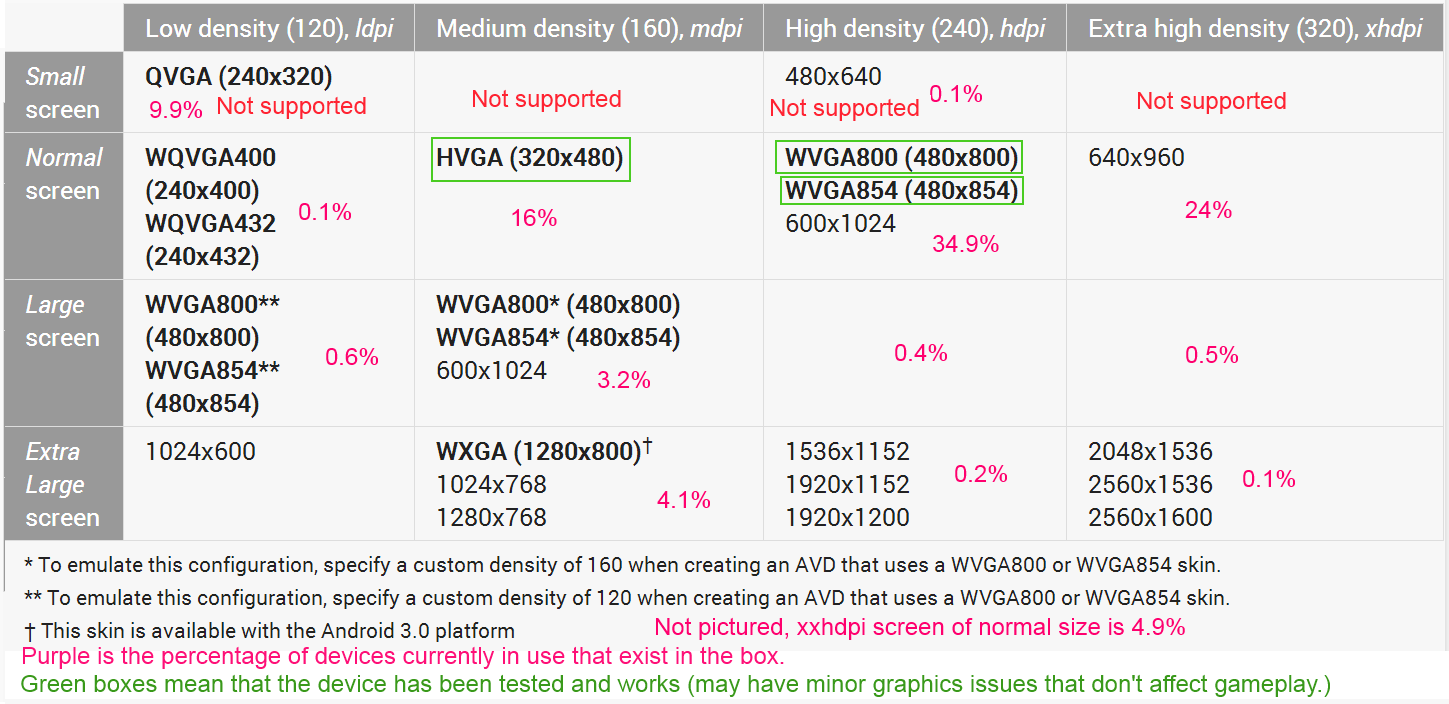 Low density (120), ldpi
Medium density (160), mdpi
High density (240), hdpi
Extra high density (320), xhdpi
Small
screen
QVGA (240x320)
9.9% Not supported
Not supported
480x640
Not supported 0.1%
Not supported
Normal
screen
WQVGA400
(240x400)
WQVGA432
(240x432)
0.1%
HVGA (320x480)
16%
WVGA800 (480x800)
WVGA854 (480x854)
600x1024
34.9%
640x960
24%
Large
screen
WVGA800**
(480x800)
WVGA854**
(480x854)
0.6%
WVGA800* (480x800)
WVGA854* (480x854)
600x1024
3.2%
0.4%
0.5%
Extra
Large
screen
1024x600
WXGA (1280x800)†
1024x768
1280x768
4.1%
1536x1152
1920x1152
1920x1200
0.2%
2048x1536
2560x1536
2560x1600
0.1%
* To emulate this configuration, specify a custom density of 160 when creating an AVD that uses a WVGA800 or WVGA854 skin.
** To emulate this configuration, specify a custom density of 120 when creating an AVD that uses a WVGA800 or WVGA854 skin.
† This skin is available with the Android 3.0 platform
Not pictured, xxhdpi screen of normal size is 4.9%
Purple is the percentage of devices currently in use that exist in the box.
Green boxes mean that the device has been tested and works (may have minor graphics issues that don't affect gameplay.)